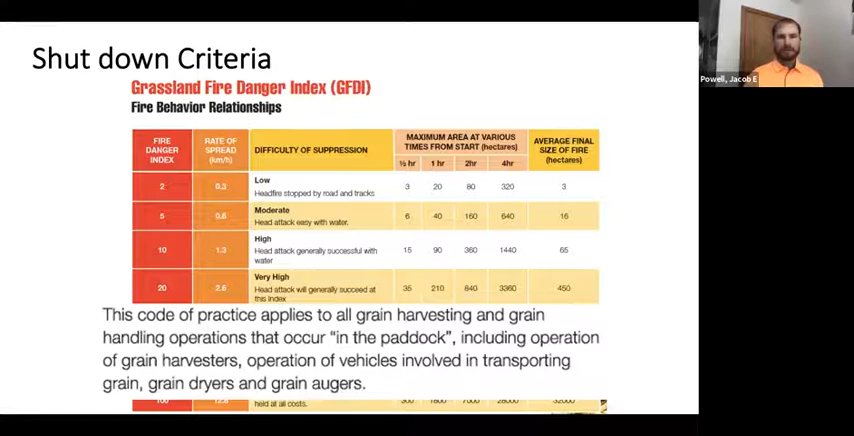 Shut down Criteria
Powell, Jacob E
Grassland Fire Danger Index (GFDI)
Fire Behavior Relationships
FIRE DANGER INDEX
RATE OF SPREAD (km/h)
DIFFICULTY OF SUPPRESSION
MAXIMUM AREA AT VARIOUS TIMES FROM START (hectares)
½ hr 1 hr 2hr 4hr
AVERAGE FINAL SIZE OF FIRE (hectares)
Low
2 0.3 Headfire stopped by road and tracks 3 20 80 320 3
Moderate
5 0.6 Head attack easy with water. 6 40 160 640 16
High
10 1.3 Head attack generally successful with water 15 90 360 1440 65
Very High
20 2.6 Head attack will generally succeed at this index 35 210 840 3360 450
This code of practice applies to all grain harvesting and grain
handling operations that occur “in the paddock”, including operation
of grain harvesters, operation of vehicles involved in transporting
grain, grain dryers and grain augers.
100 12.8 held at all costs. 300 7000 28000 32000